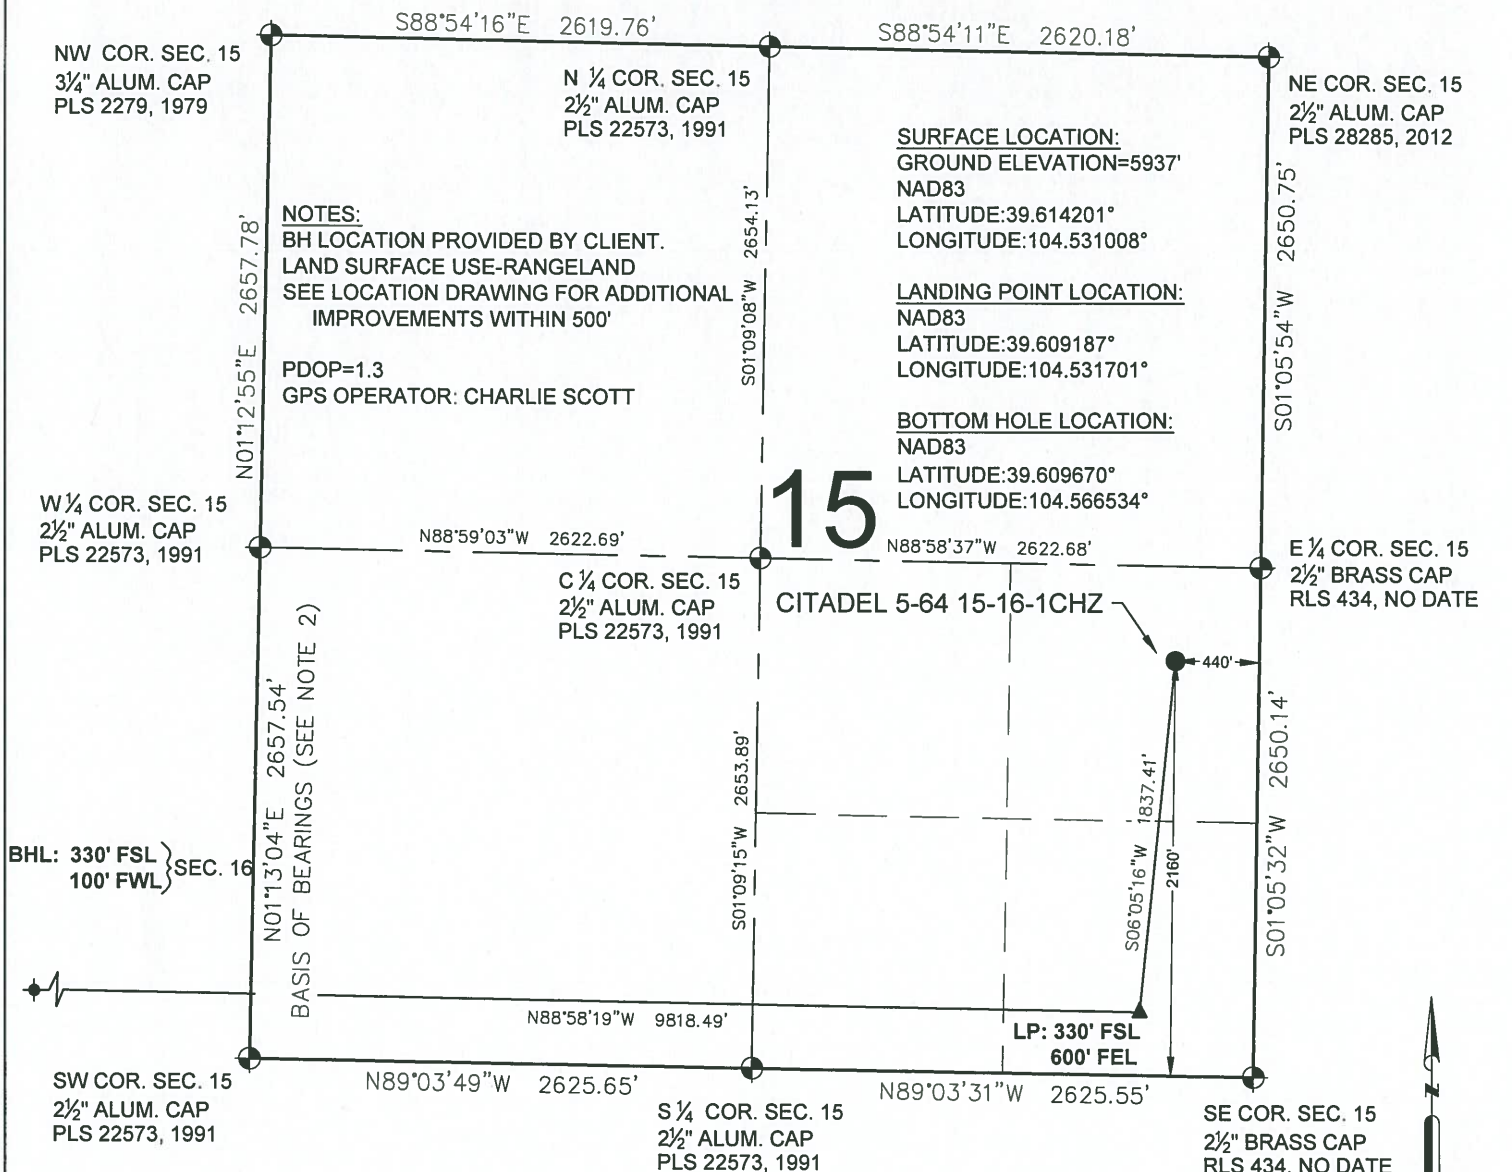 S88°54'16"E 2619.76'
S88°54'11"E 2620.18'
NW COR. SEC. 15
3¼" ALUM. CAP
PLS 2279, 1979
N ¼ COR. SEC. 15
2½" ALUM. CAP
PLS 22573, 1991
NE COR. SEC. 15
2½" ALUM. CAP
PLS 28285, 2012
SURFACE LOCATION:
GROUND ELEVATION=5937'
NAD83
LATITUDE:39.614201°
LONGITUDE:104.531008°
LANDING POINT LOCATION:
NAD83
LATITUDE:39.609187°
LONGITUDE:104.531701°
BOTTOM HOLE LOCATION:
NAD83
LATITUDE:39.609670°
LONGITUDE:104.566534°
NOTES:
BH LOCATION PROVIDED BY CLIENT.
LAND SURFACE USE-RANGELAND
SEE LOCATION DRAWING FOR ADDITIONAL
IMPROVEMENTS WITHIN 500'
PDOP=1.3
GPS OPERATOR: CHARLIE SCOTT
N01°12'55"E 2657.78'
S01°09'08"W 2654.13'
S01°05'54"W 2650.75'
15
W ¼ COR. SEC. 15
2½" ALUM. CAP
PLS 22573, 1991
N88°59'03"W 2622.69'
N88°58'37"W 2622.68'
C ¼ COR. SEC. 15
2½" ALUM. CAP
PLS 22573, 1991
E ¼ COR. SEC. 15
2½" BRASS CAP
RLS 434, NO DATE
CITADEL 5-64 15-16-1CHZ
440'
N01°13'04"E 2657.54'
BASIS OF BEARINGS (SEE NOTE 2)
S01°09'15"W 2653.89'
S06°05'16"W 1837.41'
2160'
S01°05'32"W 2650.14'
BHL: 330' FSL
100' FWL
SEC. 16
N88°58'19"W 9818.49'
LP: 330' FSL
600' FEL
SW COR. SEC. 15
2½" ALUM. CAP
PLS 22573, 1991
N89°03'49"W 2625.65'
N89°03'31"W 2625.55'
S ¼ COR. SEC. 15
2½" ALUM. CAP
PLS 22573, 1991
SE COR. SEC. 15
2½" BRASS CAP
RLS 434, NO DATE
N